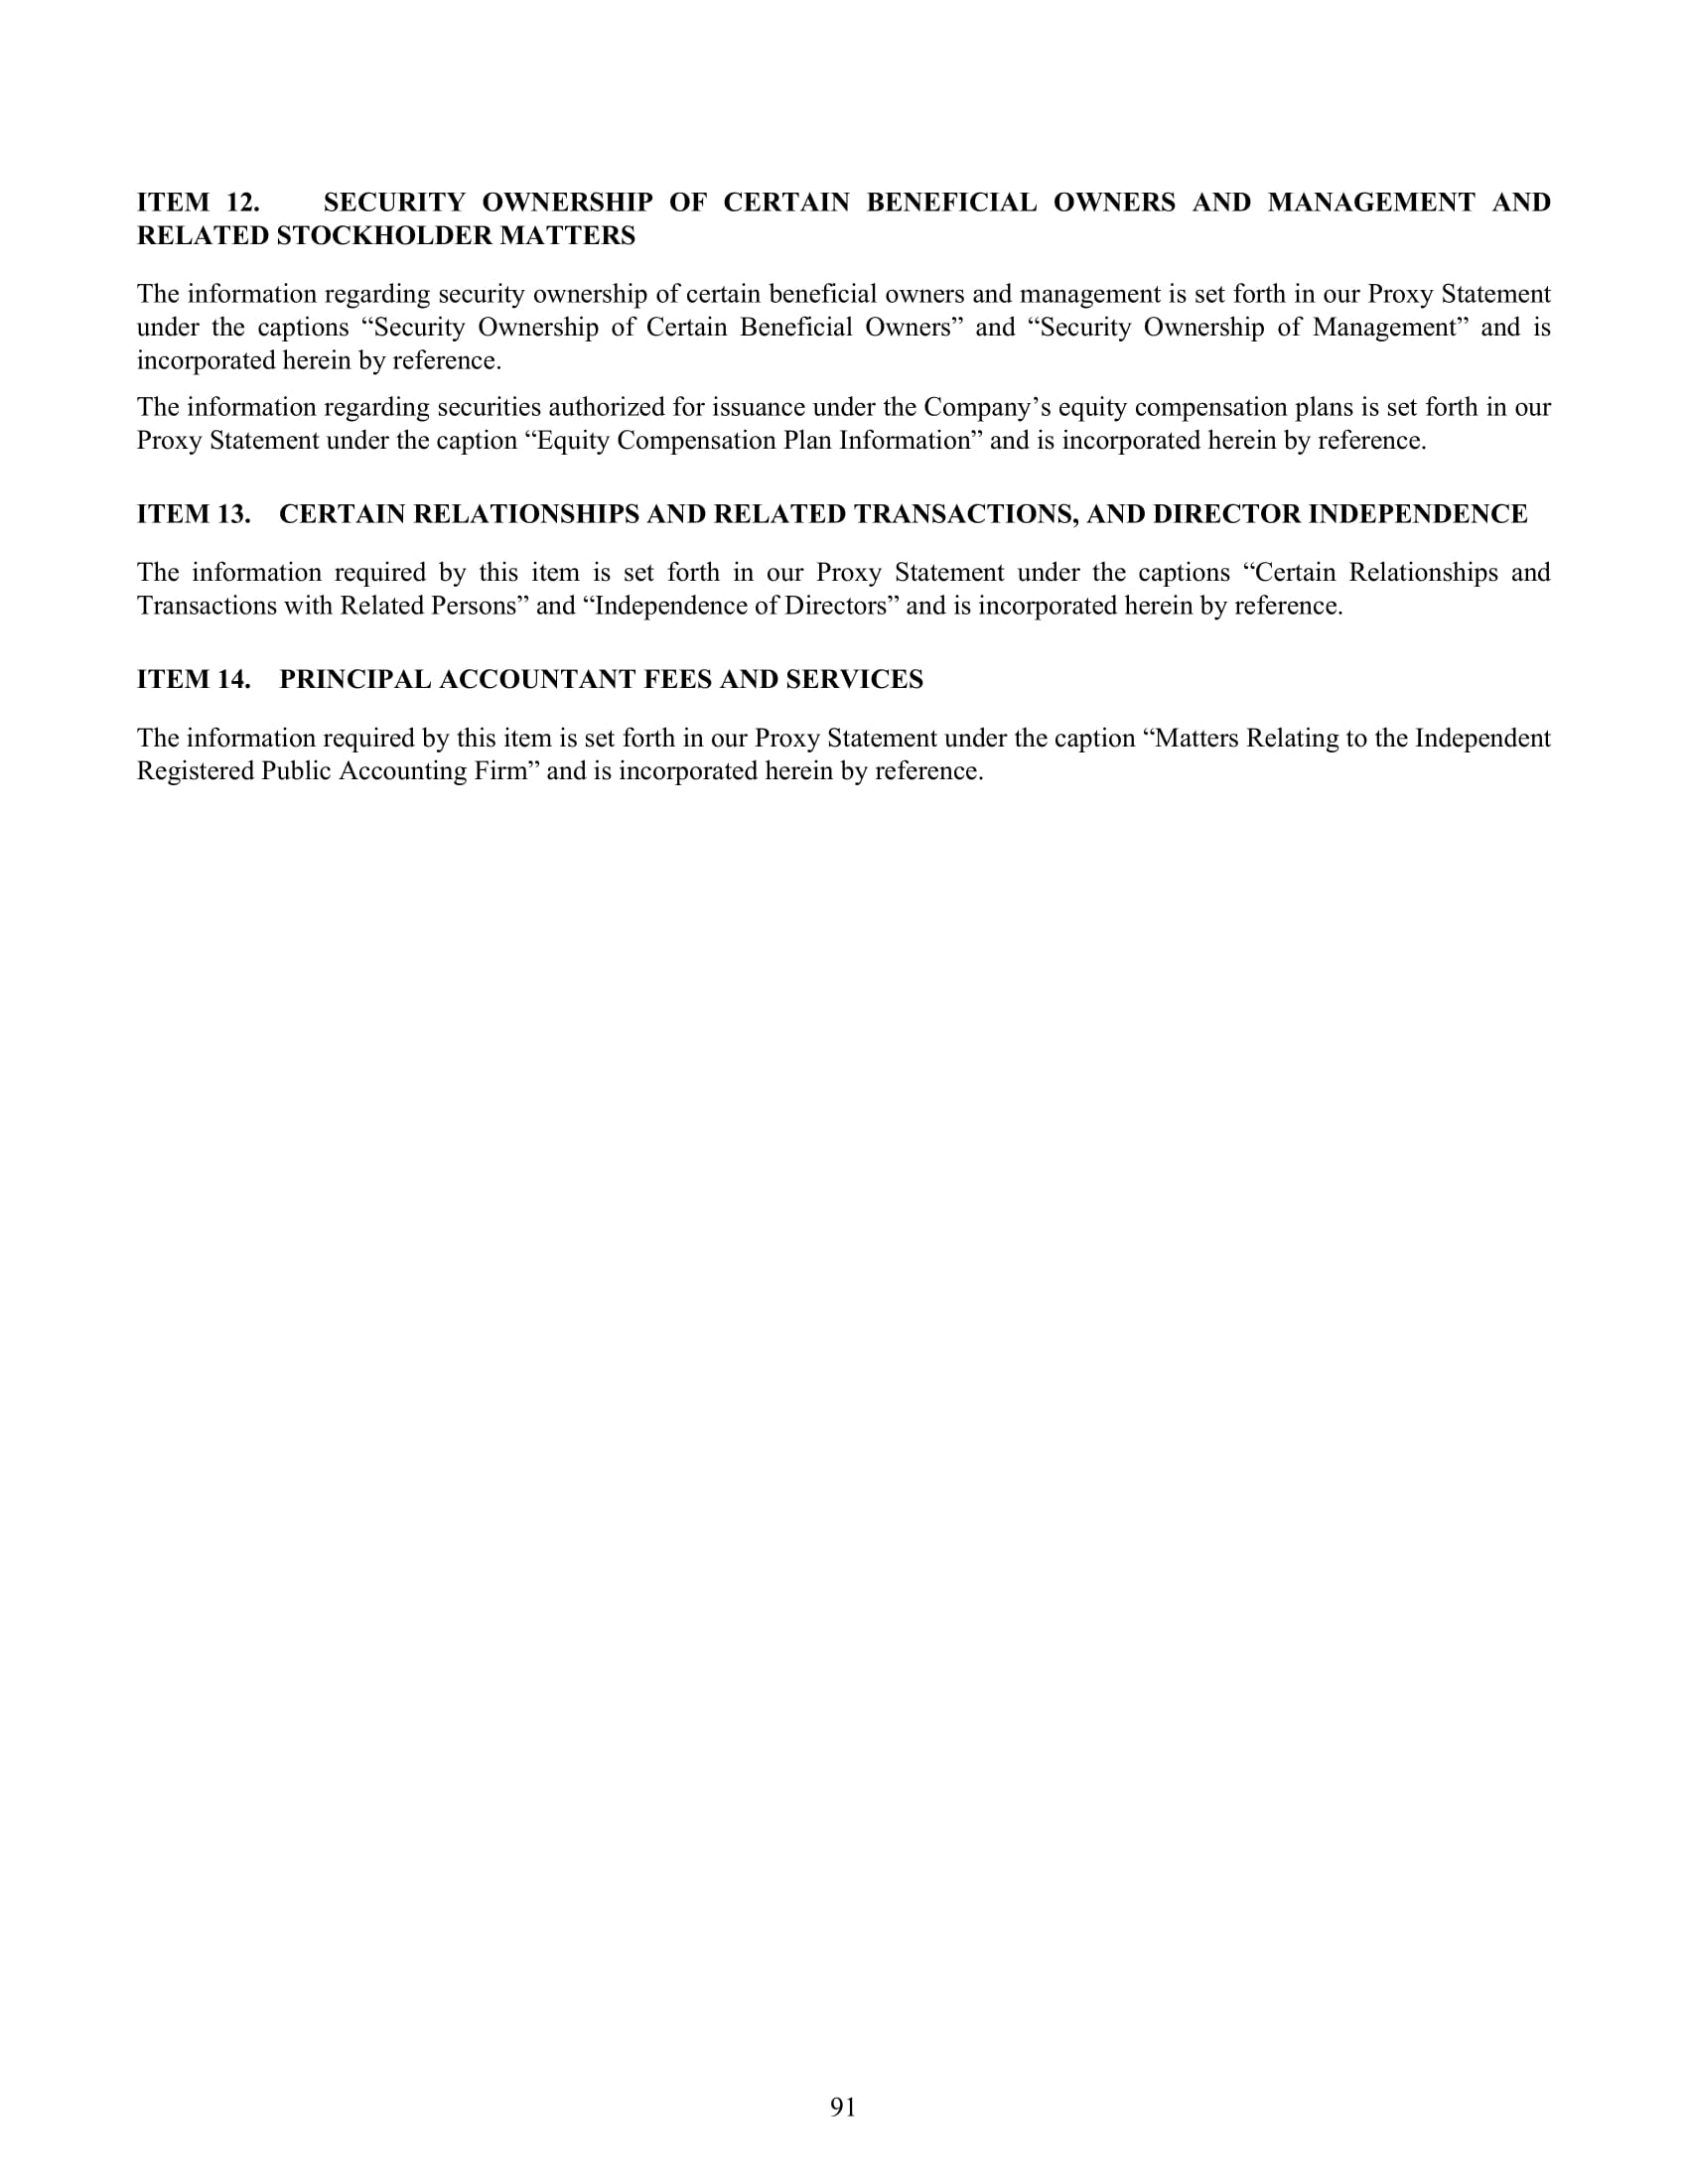 ITEM 12. SECURITY OWNERSHIP OF CERTAIN BENEFICIAL OWNERS AND MANAGEMENT AND
RELATED STOCKHOLDER MATTERS
The information regarding security ownership of certain beneficial owners and management is set forth in our Proxy Statement
under the captions “Security Ownership of Certain Beneficial Owners” and “Security Ownership of Management” and is
incorporated herein by reference.
The information regarding securities authorized for issuance under the Company’s equity compensation plans is set forth in our
Proxy Statement under the caption “Equity Compensation Plan Information” and is incorporated herein by reference.
ITEM 13. CERTAIN RELATIONSHIPS AND RELATED TRANSACTIONS, AND DIRECTOR INDEPENDENCE
The information required by this item is set forth in our Proxy Statement under the captions “Certain Relationships and
Transactions with Related Persons” and “Independence of Directors” and is incorporated herein by reference.
ITEM 14. PRINCIPAL ACCOUNTANT FEES AND SERVICES
The information required by this item is set forth in our Proxy Statement under the caption “Matters Relating to the Independent
Registered Public Accounting Firm” and is incorporated herein by reference.
91